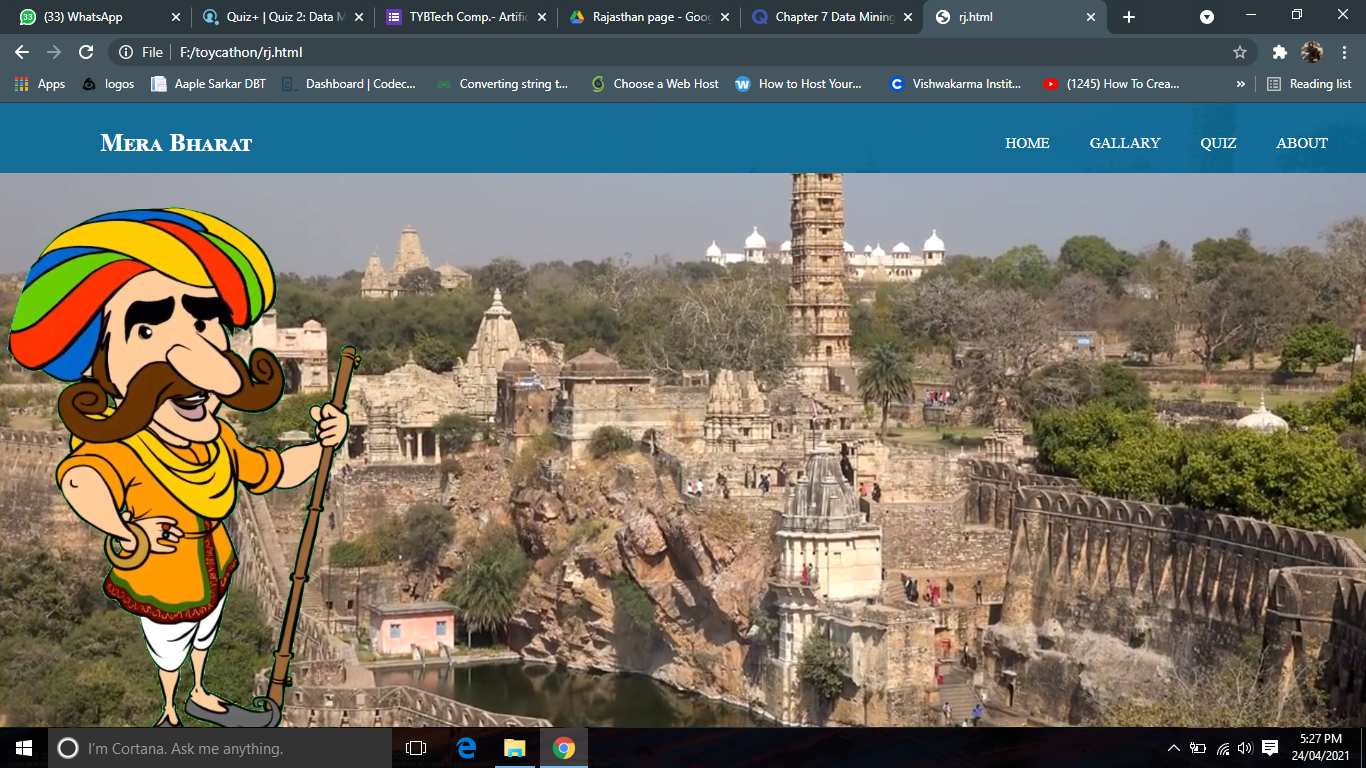 (33) WhatsApp
Quiz+ | Quiz 2: Data M
TYBTech Comp.- Artific
Rajasthan page - Goog
Chapter 7 Data Mining
rj.html
File
F:/toycathon/rj.html
Apps
logos
Aaple Sarkar DBT
Dashboard | Codec...
Converting string t...
Choose a Web Host
How to Host Your...
Vishwakarma Instit...
(1245) How To Crea...
»
Reading list
Mera Bharat
HOME
GALLARY
QUIZ
ABOUT
I'm Cortana. Ask me anything.
5:27 PM
24/04/2021